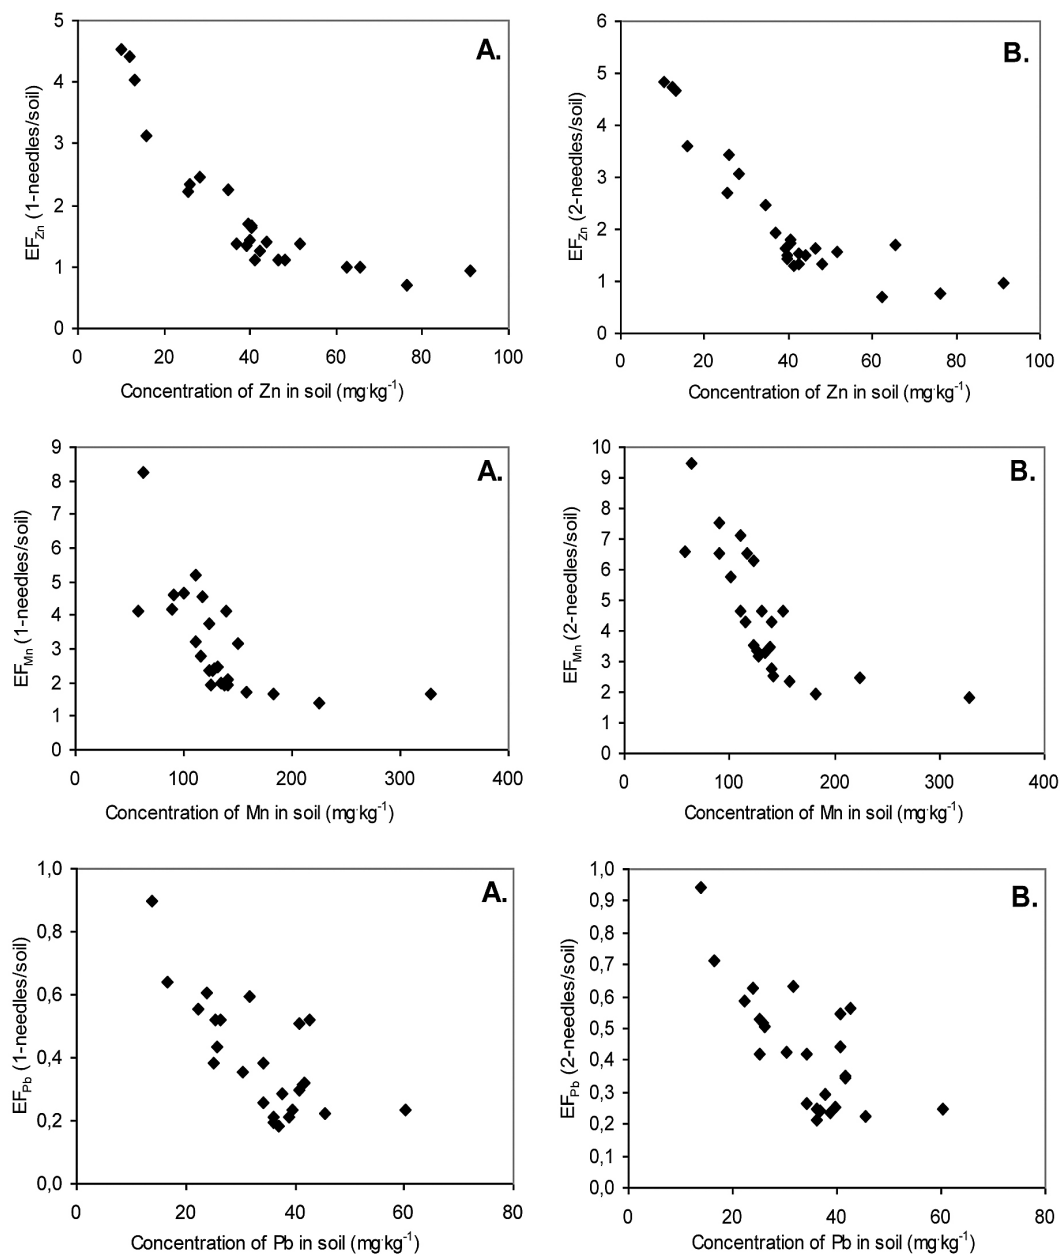 5
4
3
2
1
0
EF_Zn (1-needles/soil)
A.
0 20 40 60 80 100
Concentration of Zn in soil (mg·kg⁻¹)
6
5
4
3
2
1
0
EF_Zn (2-needles/soil)
B.
0 20 40 60 80 100
Concentration of Zn in soil (mg·kg⁻¹)
9
8
7
6
5
4
3
2
1
0
EF_Mn (1-needles/soil)
A.
0 100 200 300 400
Concentration of Mn in soil (mg·kg⁻¹)
10
9
8
7
6
5
4
3
2
1
0
EF_Mn (2-needles/soil)
B.
0 100 200 300 400
Concentration of Mn in soil (mg·kg⁻¹)
1,0
0,8
0,6
0,4
0,2
0,0
EF_Pb (1-needles/soil)
A.
0 20 40 60 80
Concentration of Pb in soil (mg·kg⁻¹)
1,0
0,9
0,8
0,7
0,6
0,5
0,4
0,3
0,2
0,1
0,0
EF_Pb (2-needles/soil)
B.
0 20 40 60 80
Concentration of Pb in soil (mg·kg⁻¹)